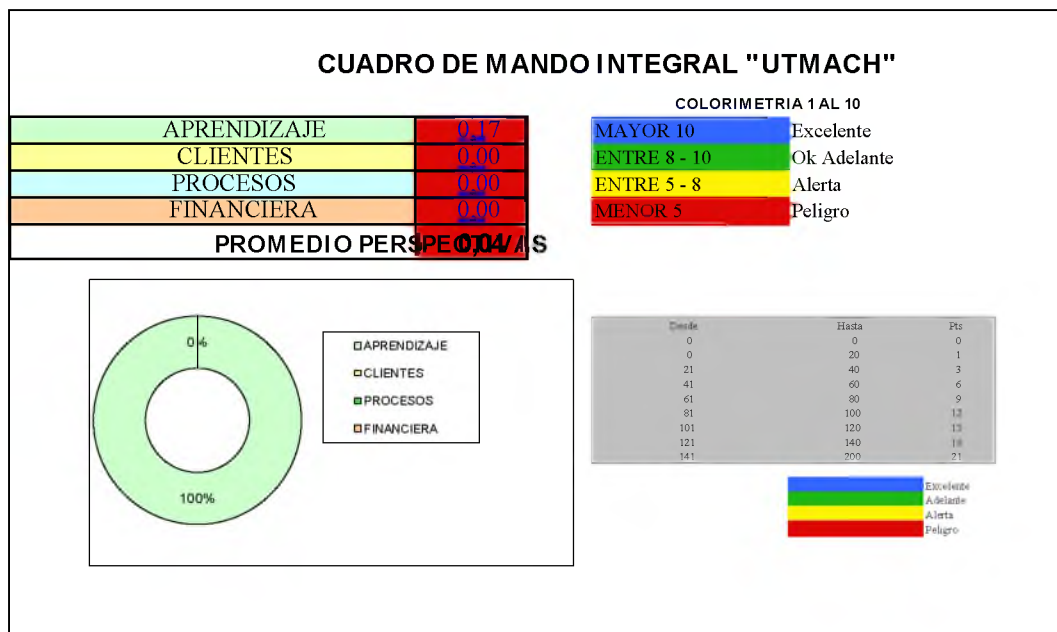 CUADRO DE MANDO INTEGRAL "UTMACH"
COLORIMETRIA 1 AL 10
APRENDIZAJE 0,17
CLIENTES 0,00
PROCESOS 0,00
FINANCIERA 0,00
PROMEDIO PERSPECTIVAS 0,04
MAYOR 10 Excelente
ENTRE 8 - 10 Ok Adelante
ENTRE 5 - 8 Alerta
MENOR 5 Peligro
0%
100%
APRENDIZAJE
CLIENTES
PROCESOS
FINANCIERA
Desde Hasta Pts
0 0 0
0 20 1
21 40 3
41 60 6
61 80 9
81 100 12
101 120
121 140
141 200 21
Excelente
Adelante
Alerta
Peligro